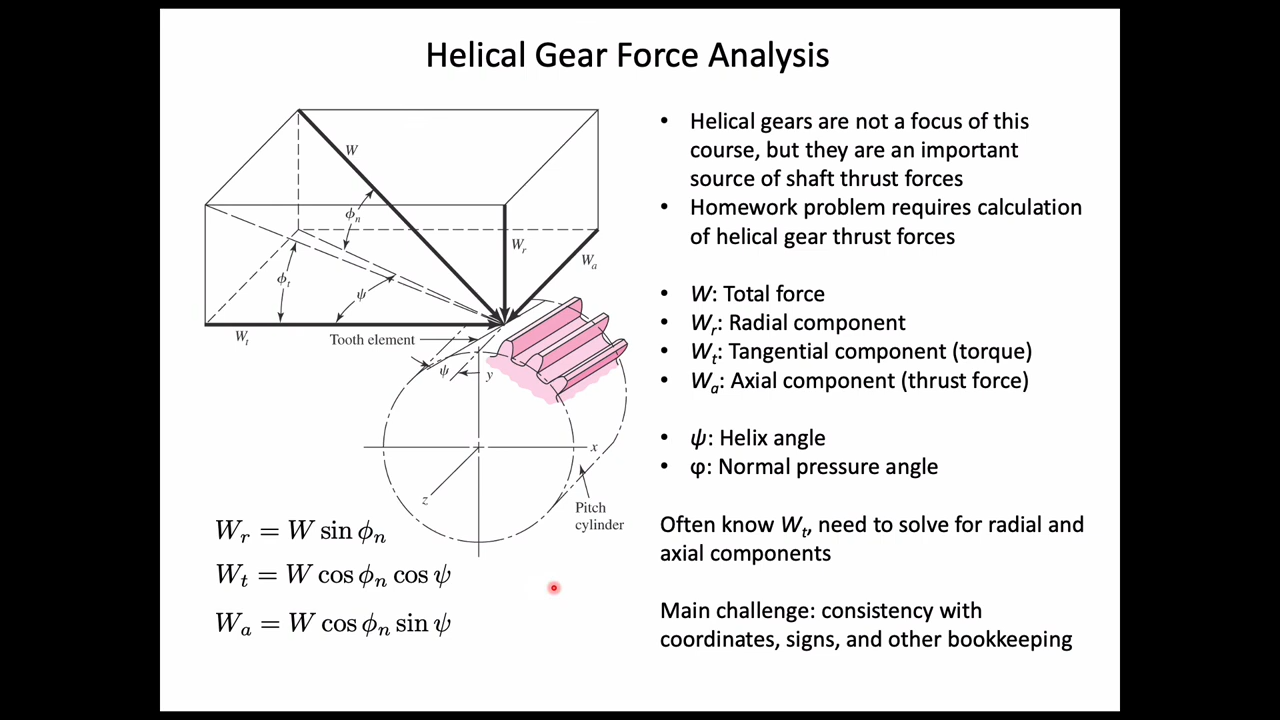 Helical Gear Force Analysis
W
ϕn
Wr
Wa
ϕt
ψ
Wt
Tooth element
ψ
y
x
z
Pitch
cylinder
Wr = W sin ϕn
Wt = W cos ϕn cos ψ
Wa = W cos ϕn sin ψ
• Helical gears are not a focus of this
course, but they are an important
source of shaft thrust forces
• Homework problem requires calculation
of helical gear thrust forces
• W: Total force
• Wr: Radial component
• Wt: Tangential component (torque)
• Wa: Axial component (thrust force)
• ψ: Helix angle
• φ: Normal pressure angle
Often know Wt, need to solve for radial and
axial components
Main challenge: consistency with
coordinates, signs, and other bookkeeping